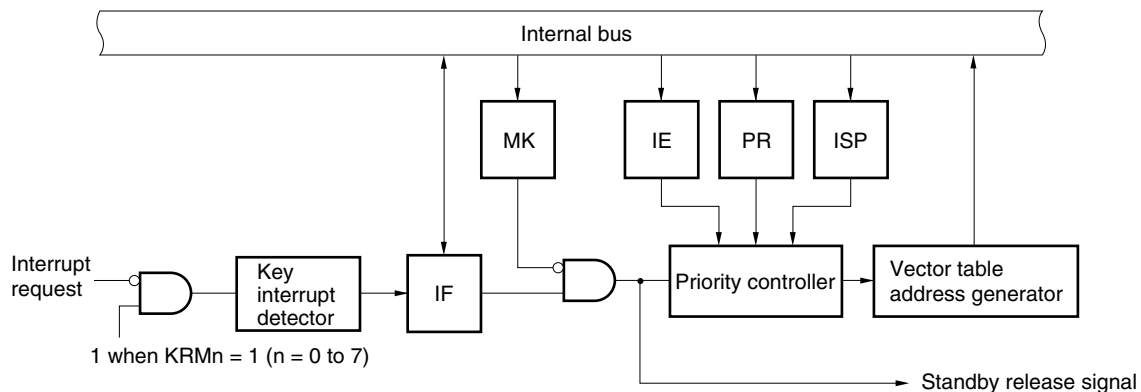 Internal bus
MK
IE
PR
ISP
Interrupt
request
Key
interrupt
detector
IF
Priority controller
Vector table
address generator
1 when KRMn = 1 (n = 0 to 7)
Standby release signal